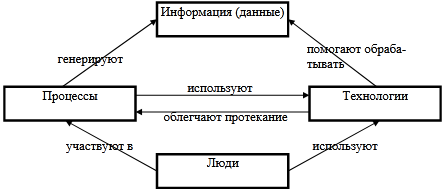 Информация (данные)
генерируют
помогают обраба-
тывать
Процессы
используют
Технологии
облегчают протекание
участвуют в
Люди
используют